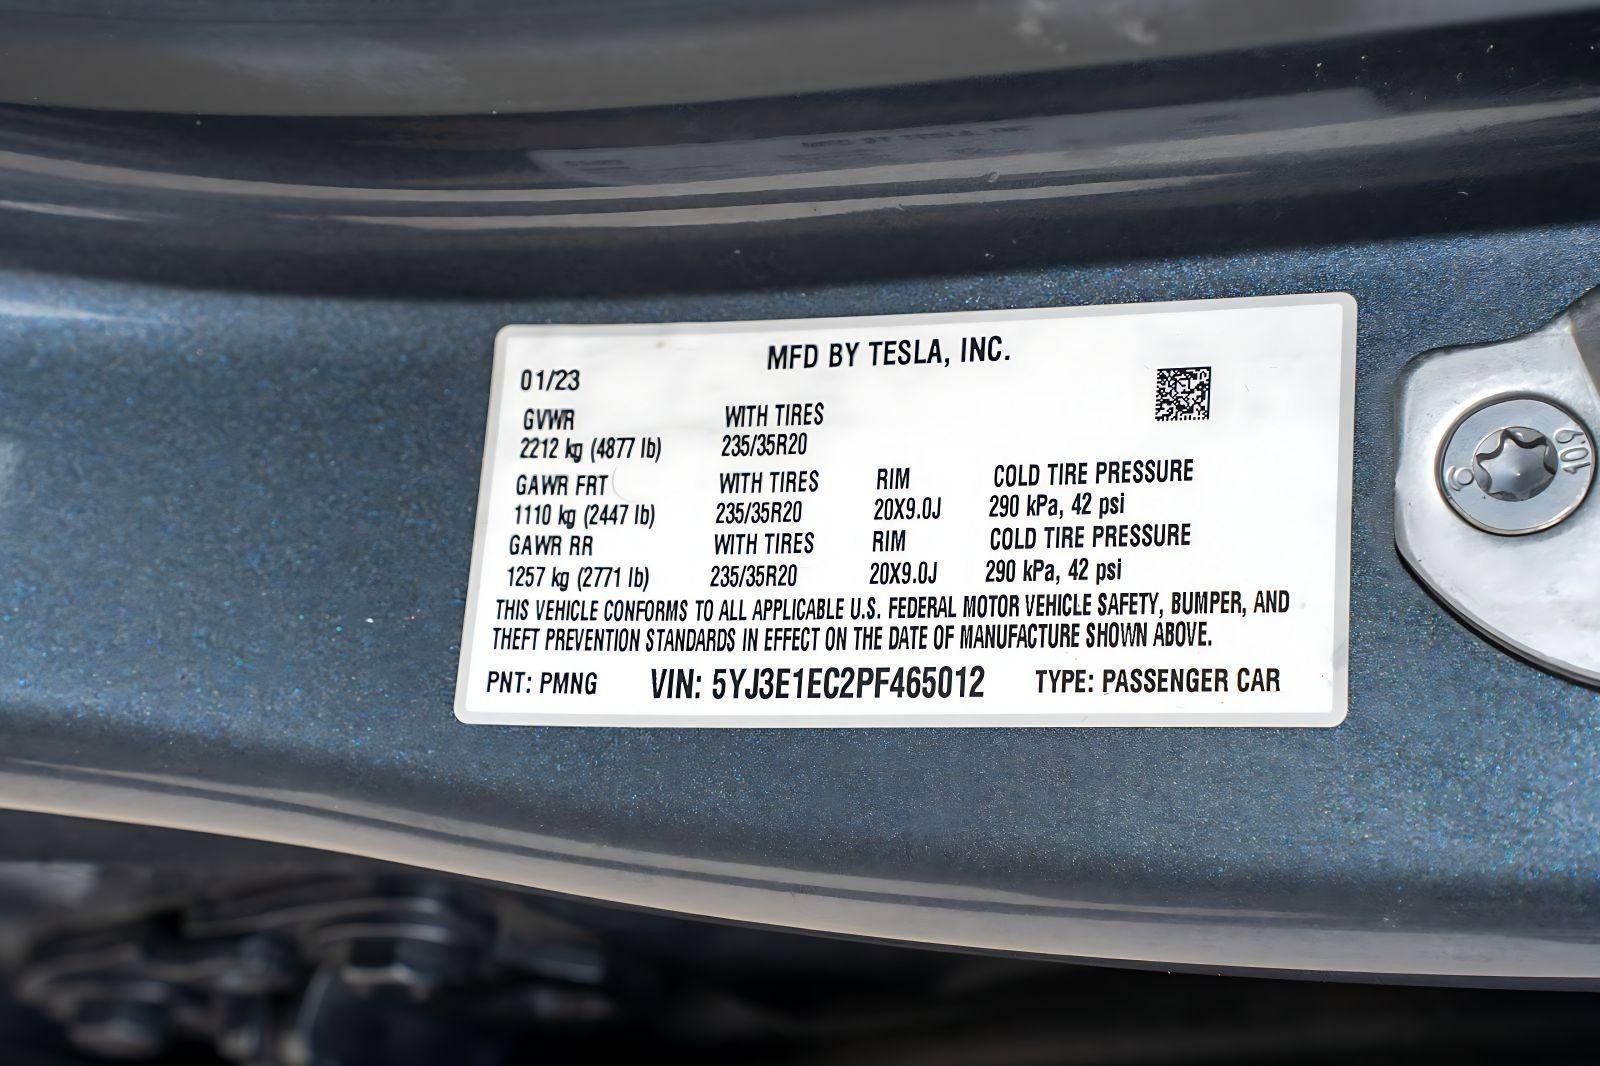 MFD BY TESLA, INC.
01/23
GVWR WITH TIRES
2212 kg (4877 lb) 235/35R20
GAWR FRT WITH TIRES RIM COLD TIRE PRESSURE
1110 kg (2447 lb) 235/35R20 20X9.0J 290 kPa, 42 psi
GAWR RR WITH TIRES RIM COLD TIRE PRESSURE
1257 kg (2771 lb) 235/35R20 20X9.0J 290 kPa, 42 psi
THIS VEHICLE CONFORMS TO ALL APPLICABLE U.S. FEDERAL MOTOR VEHICLE SAFETY, BUMPER, AND
THEFT PREVENTION STANDARDS IN EFFECT ON THE DATE OF MANUFACTURE SHOWN ABOVE.
PNT: PMNG VIN: 5YJ3E1EC2PF465012 TYPE: PASSENGER CAR
10.9